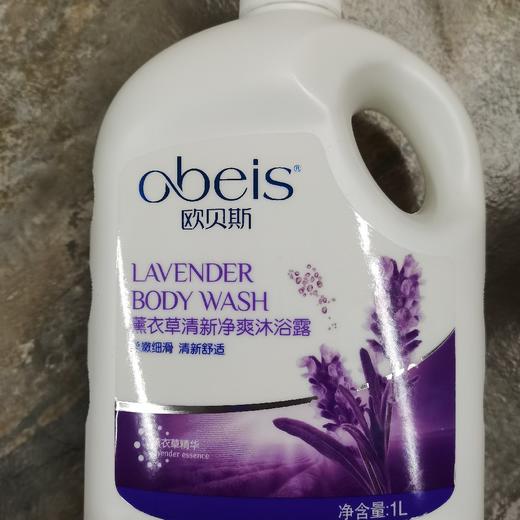 obeis®
欧贝斯
LAVENDER
BODY WASH
薰衣草清新净爽沐浴露
嫩细滑 清新舒适
薰衣草精华
lavender essence
净含量:1L